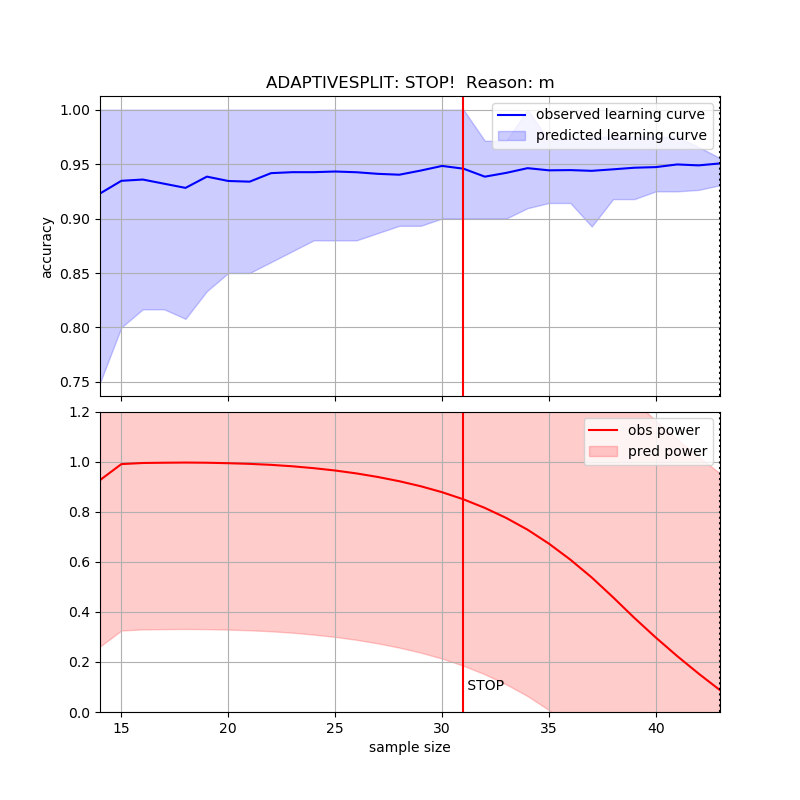 ADAPTIVESPLIT: STOP!  Reason: m
1.00
0.95
0.90
0.85
0.80
0.75
accuracy
observed learning curve
predicted learning curve
1.2
1.0
0.8
0.6
0.4
0.2
0.0
obs power
pred power
STOP
15
20
25
30
35
40
sample size